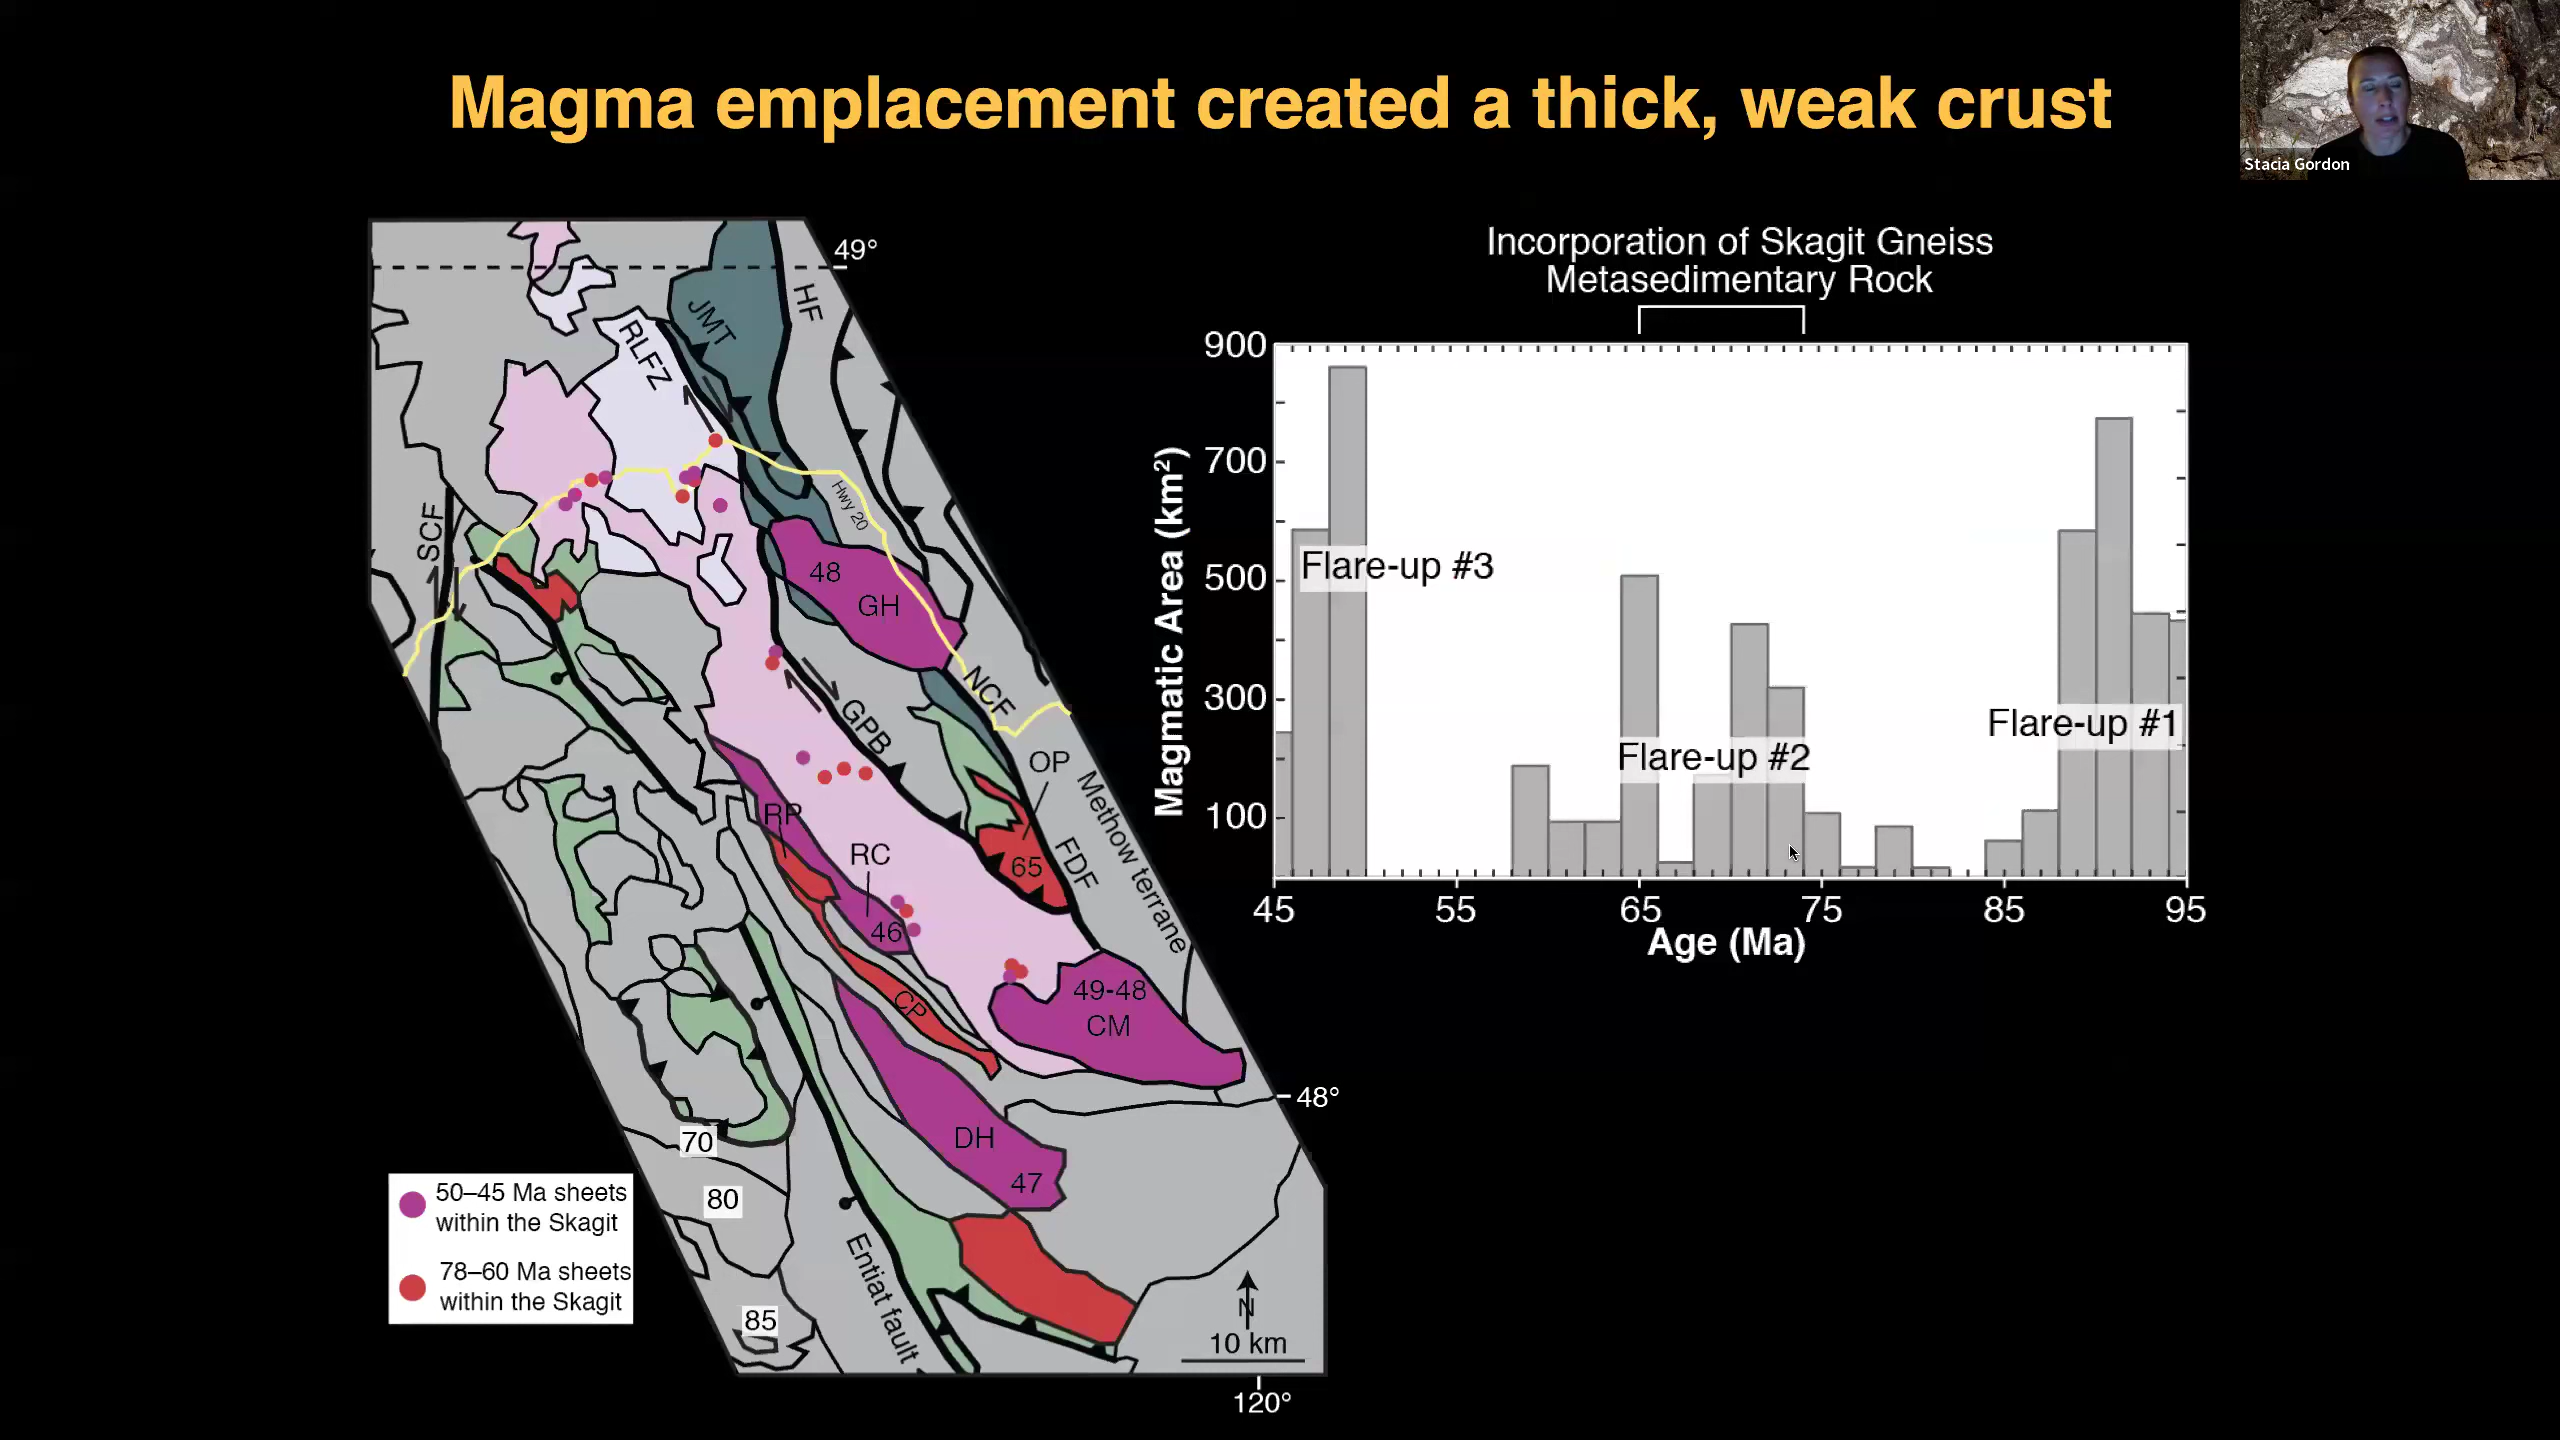 Magma emplacement created a thick, weak crust
Stacia Gordon
49°
HF
JMT
RLFZ
Hwy 20
SCF
48
GH
NCF
GPB
OP
Methow terrane
RP
RC
65
FDF
46
CP
49-48
CM
48°
DH
47
70
80
85
Entiat fault
N
10 km
120°
50–45 Ma sheets
within the Skagit
78–60 Ma sheets
within the Skagit
Incorporation of Skagit Gneiss
Metasedimentary Rock
900
700
500
300
100
Magmatic Area (km²)
Flare-up #3
Flare-up #2
Flare-up #1
45 55 65 75 85 95
Age (Ma)